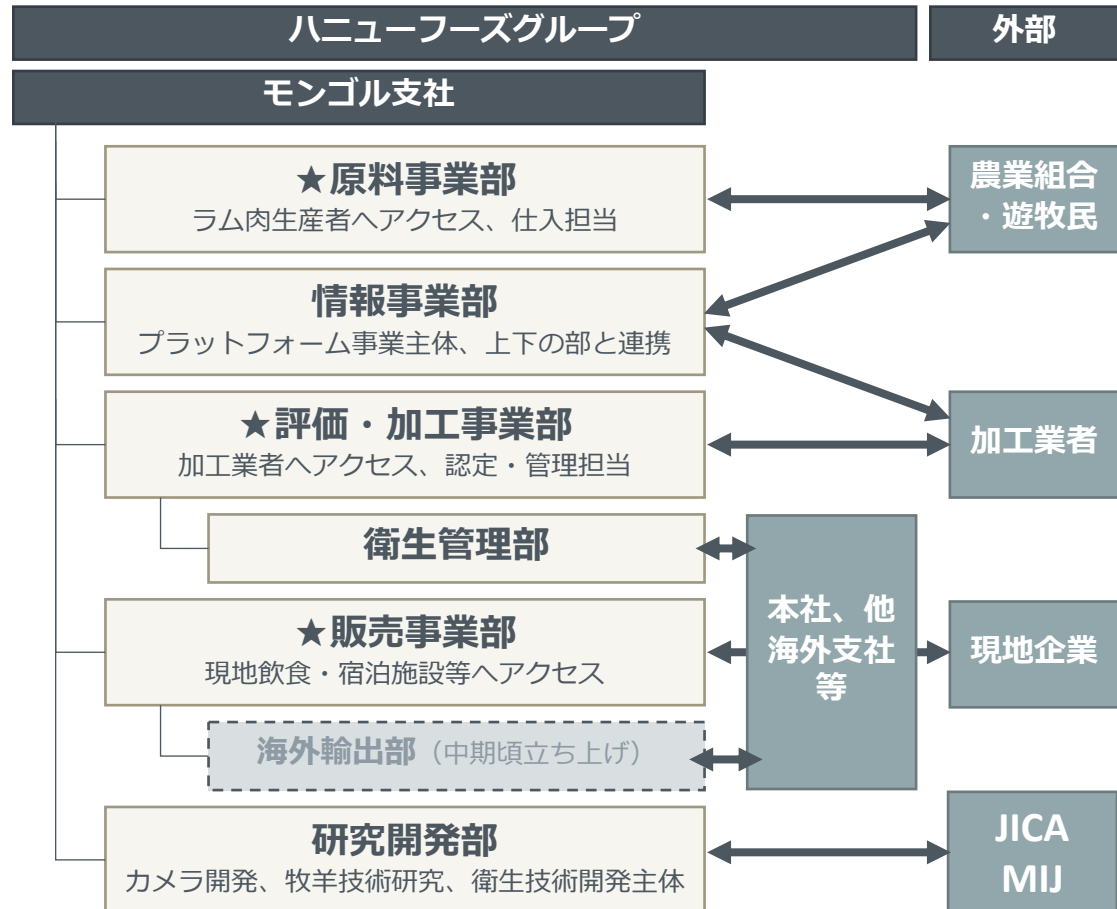 ハニューフーズグループ
外部
モンゴル支社
★原料事業部
ラム肉生産者へアクセス、仕入担当
農業組合
・遊牧民
情報事業部
プラットフォーム事業主体、上下の部と連携
★評価・加工事業部
加工業者へアクセス、認定・管理担当
加工業者
衛生管理部
本社、他
海外支社
等
★販売事業部
現地飲食・宿泊施設等へアクセス
現地企業
海外輸出部（中期頃立ち上げ）
研究開発部
カメラ開発、牧羊技術研究、衛生技術開発主体
JICA
MIJ